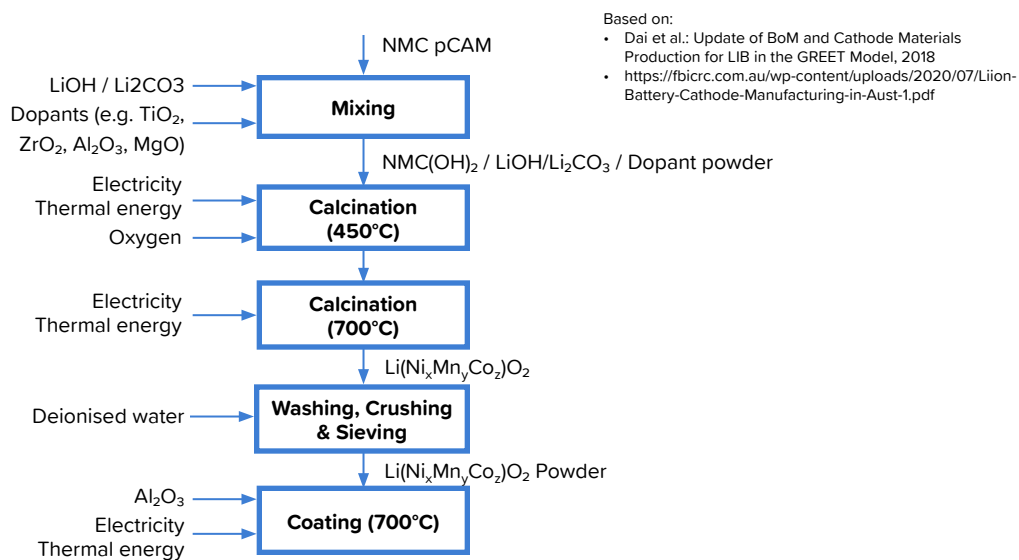 NMC pCAM
Based on:
• Dai et al.: Update of BoM and Cathode Materials
Production for LIB in the GREET Model, 2018
• https://fbicrc.com.au/wp-content/uploads/2020/07/Liion-
Battery-Cathode-Manufacturing-in-Aust-1.pdf
LiOH / Li2CO3
Dopants (e.g. TiO₂,
ZrO₂, Al₂O₃, MgO)
Mixing
NMC(OH)₂ / LiOH/Li₂CO₃ / Dopant powder
Electricity
Thermal energy
Oxygen
Calcination
(450°C)
Electricity
Thermal energy
Calcination
(700°C)
Li(NiₓMnᵧCo_z)O₂
Deionised water
Washing, Crushing
& Sieving
Li(NiₓMnᵧCo_z)O₂ Powder
Al₂O₃
Electricity
Thermal energy
Coating (700°C)